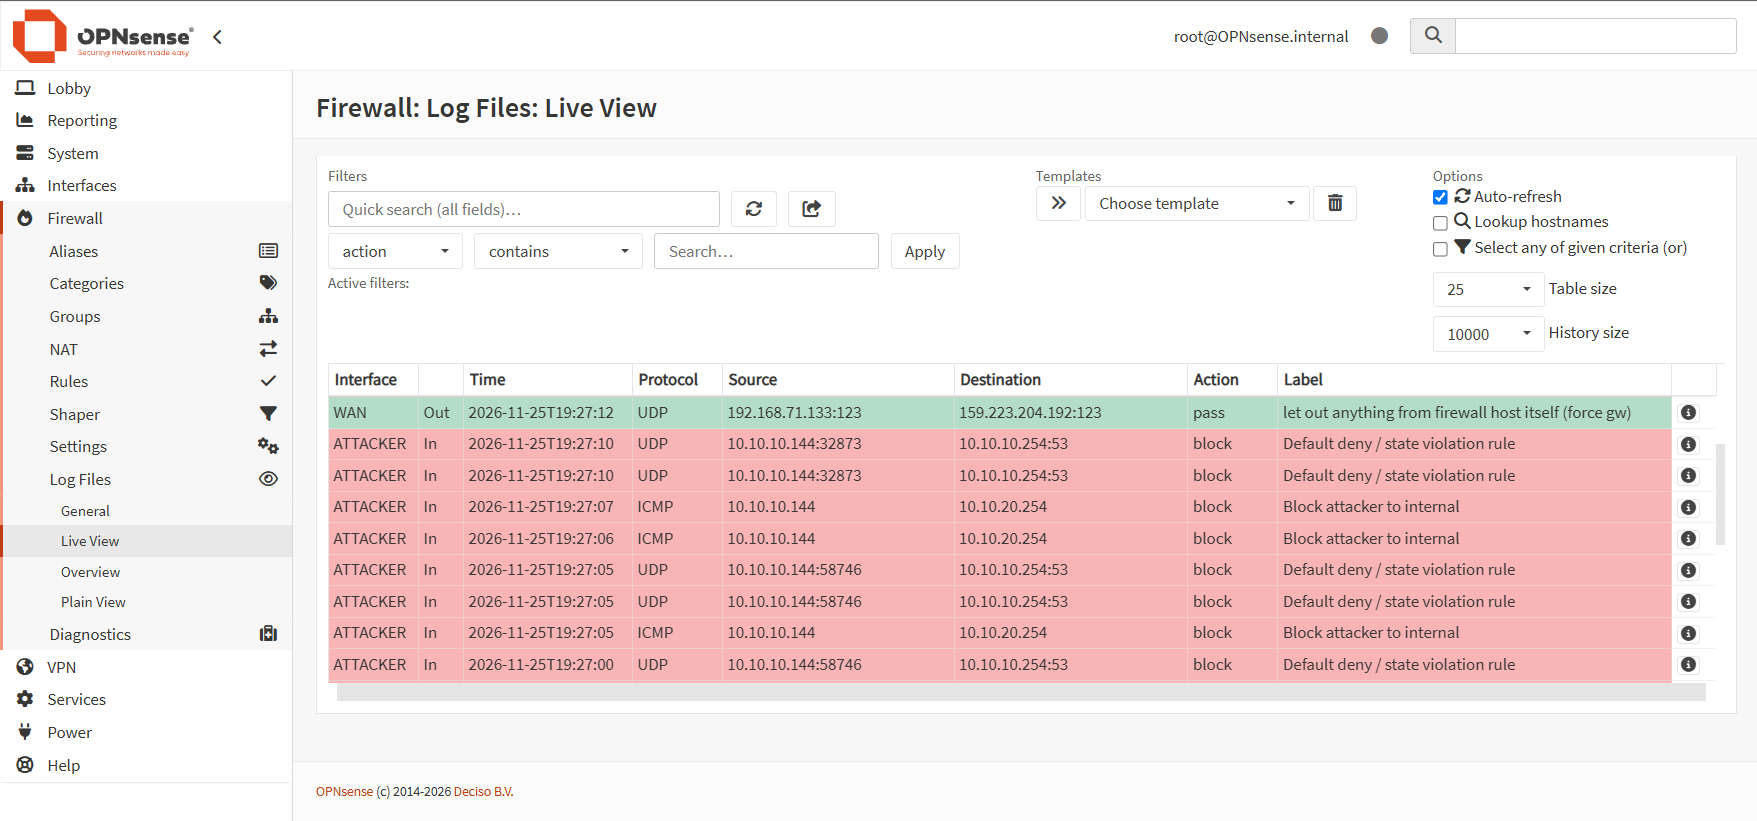 OPNsense®
Securing networks made easy
root@OPNsense.internal
Lobby
Reporting
System
Interfaces
Firewall
Aliases
Categories
Groups
NAT
Rules
Shaper
Settings
Log Files
General
Live View
Overview
Plain View
Diagnostics
VPN
Services
Power
Help
Firewall: Log Files: Live View
Filters
Quick search (all fields)...
action contains Search... Apply
Active filters:
Templates
Choose template
Options
Auto-refresh
Lookup hostnames
Select any of given criteria (or)
25 Table size
10000 History size
Interface Time Protocol Source Destination Action Label
WAN Out 2026-11-25T19:27:12 UDP 192.168.71.133:123 159.223.204.192:123 pass let out anything from firewall host itself (force gw)
ATTACKER In 2026-11-25T19:27:10 UDP 10.10.10.144:32873 10.10.10.254:53 block Default deny / state violation rule
ATTACKER In 2026-11-25T19:27:10 UDP 10.10.10.144:32873 10.10.10.254:53 block Default deny / state violation rule
ATTACKER In 2026-11-25T19:27:07 ICMP 10.10.10.144 10.10.20.254 block Block attacker to internal
ATTACKER In 2026-11-25T19:27:06 ICMP 10.10.10.144 10.10.20.254 block Block attacker to internal
ATTACKER In 2026-11-25T19:27:05 UDP 10.10.10.144:58746 10.10.10.254:53 block Default deny / state violation rule
ATTACKER In 2026-11-25T19:27:05 UDP 10.10.10.144:58746 10.10.10.254:53 block Default deny / state violation rule
ATTACKER In 2026-11-25T19:27:05 ICMP 10.10.10.144 10.10.20.254 block Block attacker to internal
ATTACKER In 2026-11-25T19:27:00 UDP 10.10.10.144:58746 10.10.10.254:53 block Default deny / state violation rule
OPNsense (c) 2014-2026 Deciso B.V.